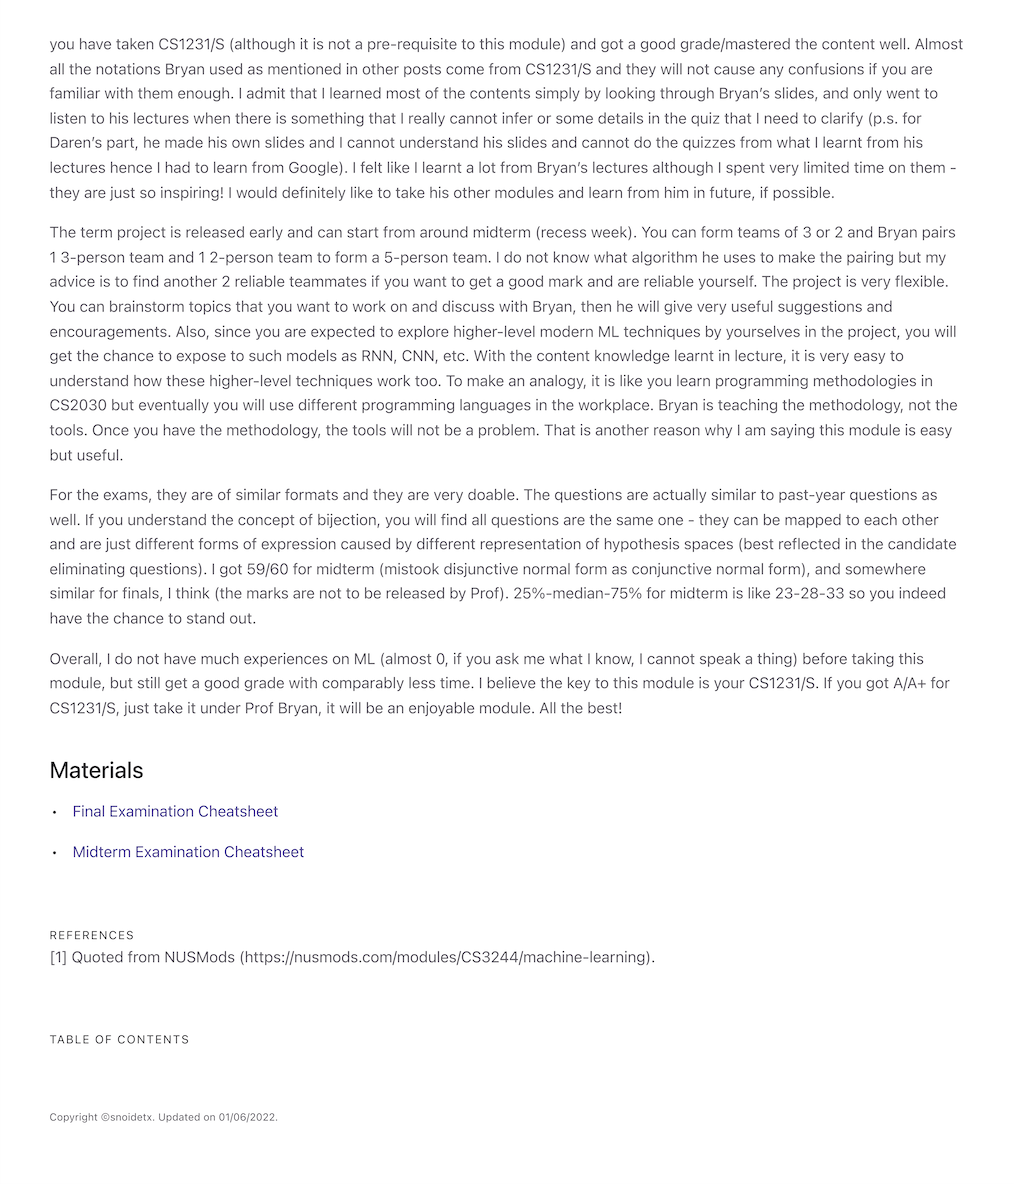 you have taken CS1231/S (although it is not a pre-requisite to this module) and got a good grade/mastered the content well. Almost
all the notations Bryan used as mentioned in other posts come from CS1231/S and they will not cause any confusions if you are
familiar with them enough. I admit that I learned most of the contents simply by looking through Bryan’s slides, and only went to
listen to his lectures when there is something that I really cannot infer or some details in the quiz that I need to clarify (p.s. for
Daren’s part, he made his own slides and I cannot understand his slides and cannot do the quizzes from what I learnt from his
lectures hence I had to learn from Google). I felt like I learnt a lot from Bryan’s lectures although I spent very limited time on them -
they are just so inspiring! I would definitely like to take his other modules and learn from him in future, if possible.
The term project is released early and can start from around midterm (recess week). You can form teams of 3 or 2 and Bryan pairs
1 3-person team and 1 2-person team to form a 5-person team. I do not know what algorithm he uses to make the pairing but my
advice is to find another 2 reliable teammates if you want to get a good mark and are reliable yourself. The project is very flexible.
You can brainstorm topics that you want to work on and discuss with Bryan, then he will give very useful suggestions and
encouragements. Also, since you are expected to explore higher-level modern ML techniques by yourselves in the project, you will
get the chance to expose to such models as RNN, CNN, etc. With the content knowledge learnt in lecture, it is very easy to
understand how these higher-level techniques work too. To make an analogy, it is like you learn programming methodologies in
CS2030 but eventually you will use different programming languages in the workplace. Bryan is teaching the methodology, not the
tools. Once you have the methodology, the tools will not be a problem. That is another reason why I am saying this module is easy
but useful.
For the exams, they are of similar formats and they are very doable. The questions are actually similar to past-year questions as
well. If you understand the concept of bijection, you will find all questions are the same one - they can be mapped to each other
and are just different forms of expression caused by different representation of hypothesis spaces (best reflected in the candidate
eliminating questions). I got 59/60 for midterm (mistook disjunctive normal form as conjunctive normal form), and somewhere
similar for finals, I think (the marks are not to be released by Prof). 25%-median-75% for midterm is like 23-28-33 so you indeed
have the chance to stand out.
Overall, I do not have much experiences on ML (almost 0, if you ask me what I know, I cannot speak a thing) before taking this
module, but still get a good grade with comparably less time. I believe the key to this module is your CS1231/S. If you got A/A+ for
CS1231/S, just take it under Prof Bryan, it will be an enjoyable module. All the best!
Materials
• Final Examination Cheatsheet
• Midterm Examination Cheatsheet
REFERENCES
[1] Quoted from NUSMods (https://nusmods.com/modules/CS3244/machine-learning).
TABLE OF CONTENTS
Copyright ©snoidetx. Updated on 01/06/2022.